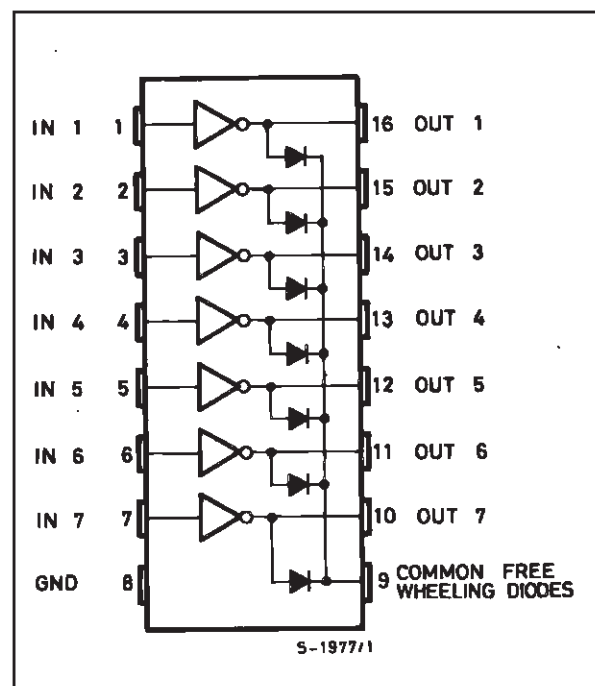 IN 1 1 16 OUT 1
IN 2 2 15 OUT 2
IN 3 3 14 OUT 3
IN 4 4 13 OUT 4
IN 5 5 12 OUT 5
IN 6 6 11 OUT 6
IN 7 7 10 OUT 7
GND 8 9 COMMON FREE
WHEELING DIODES
S-1977/1